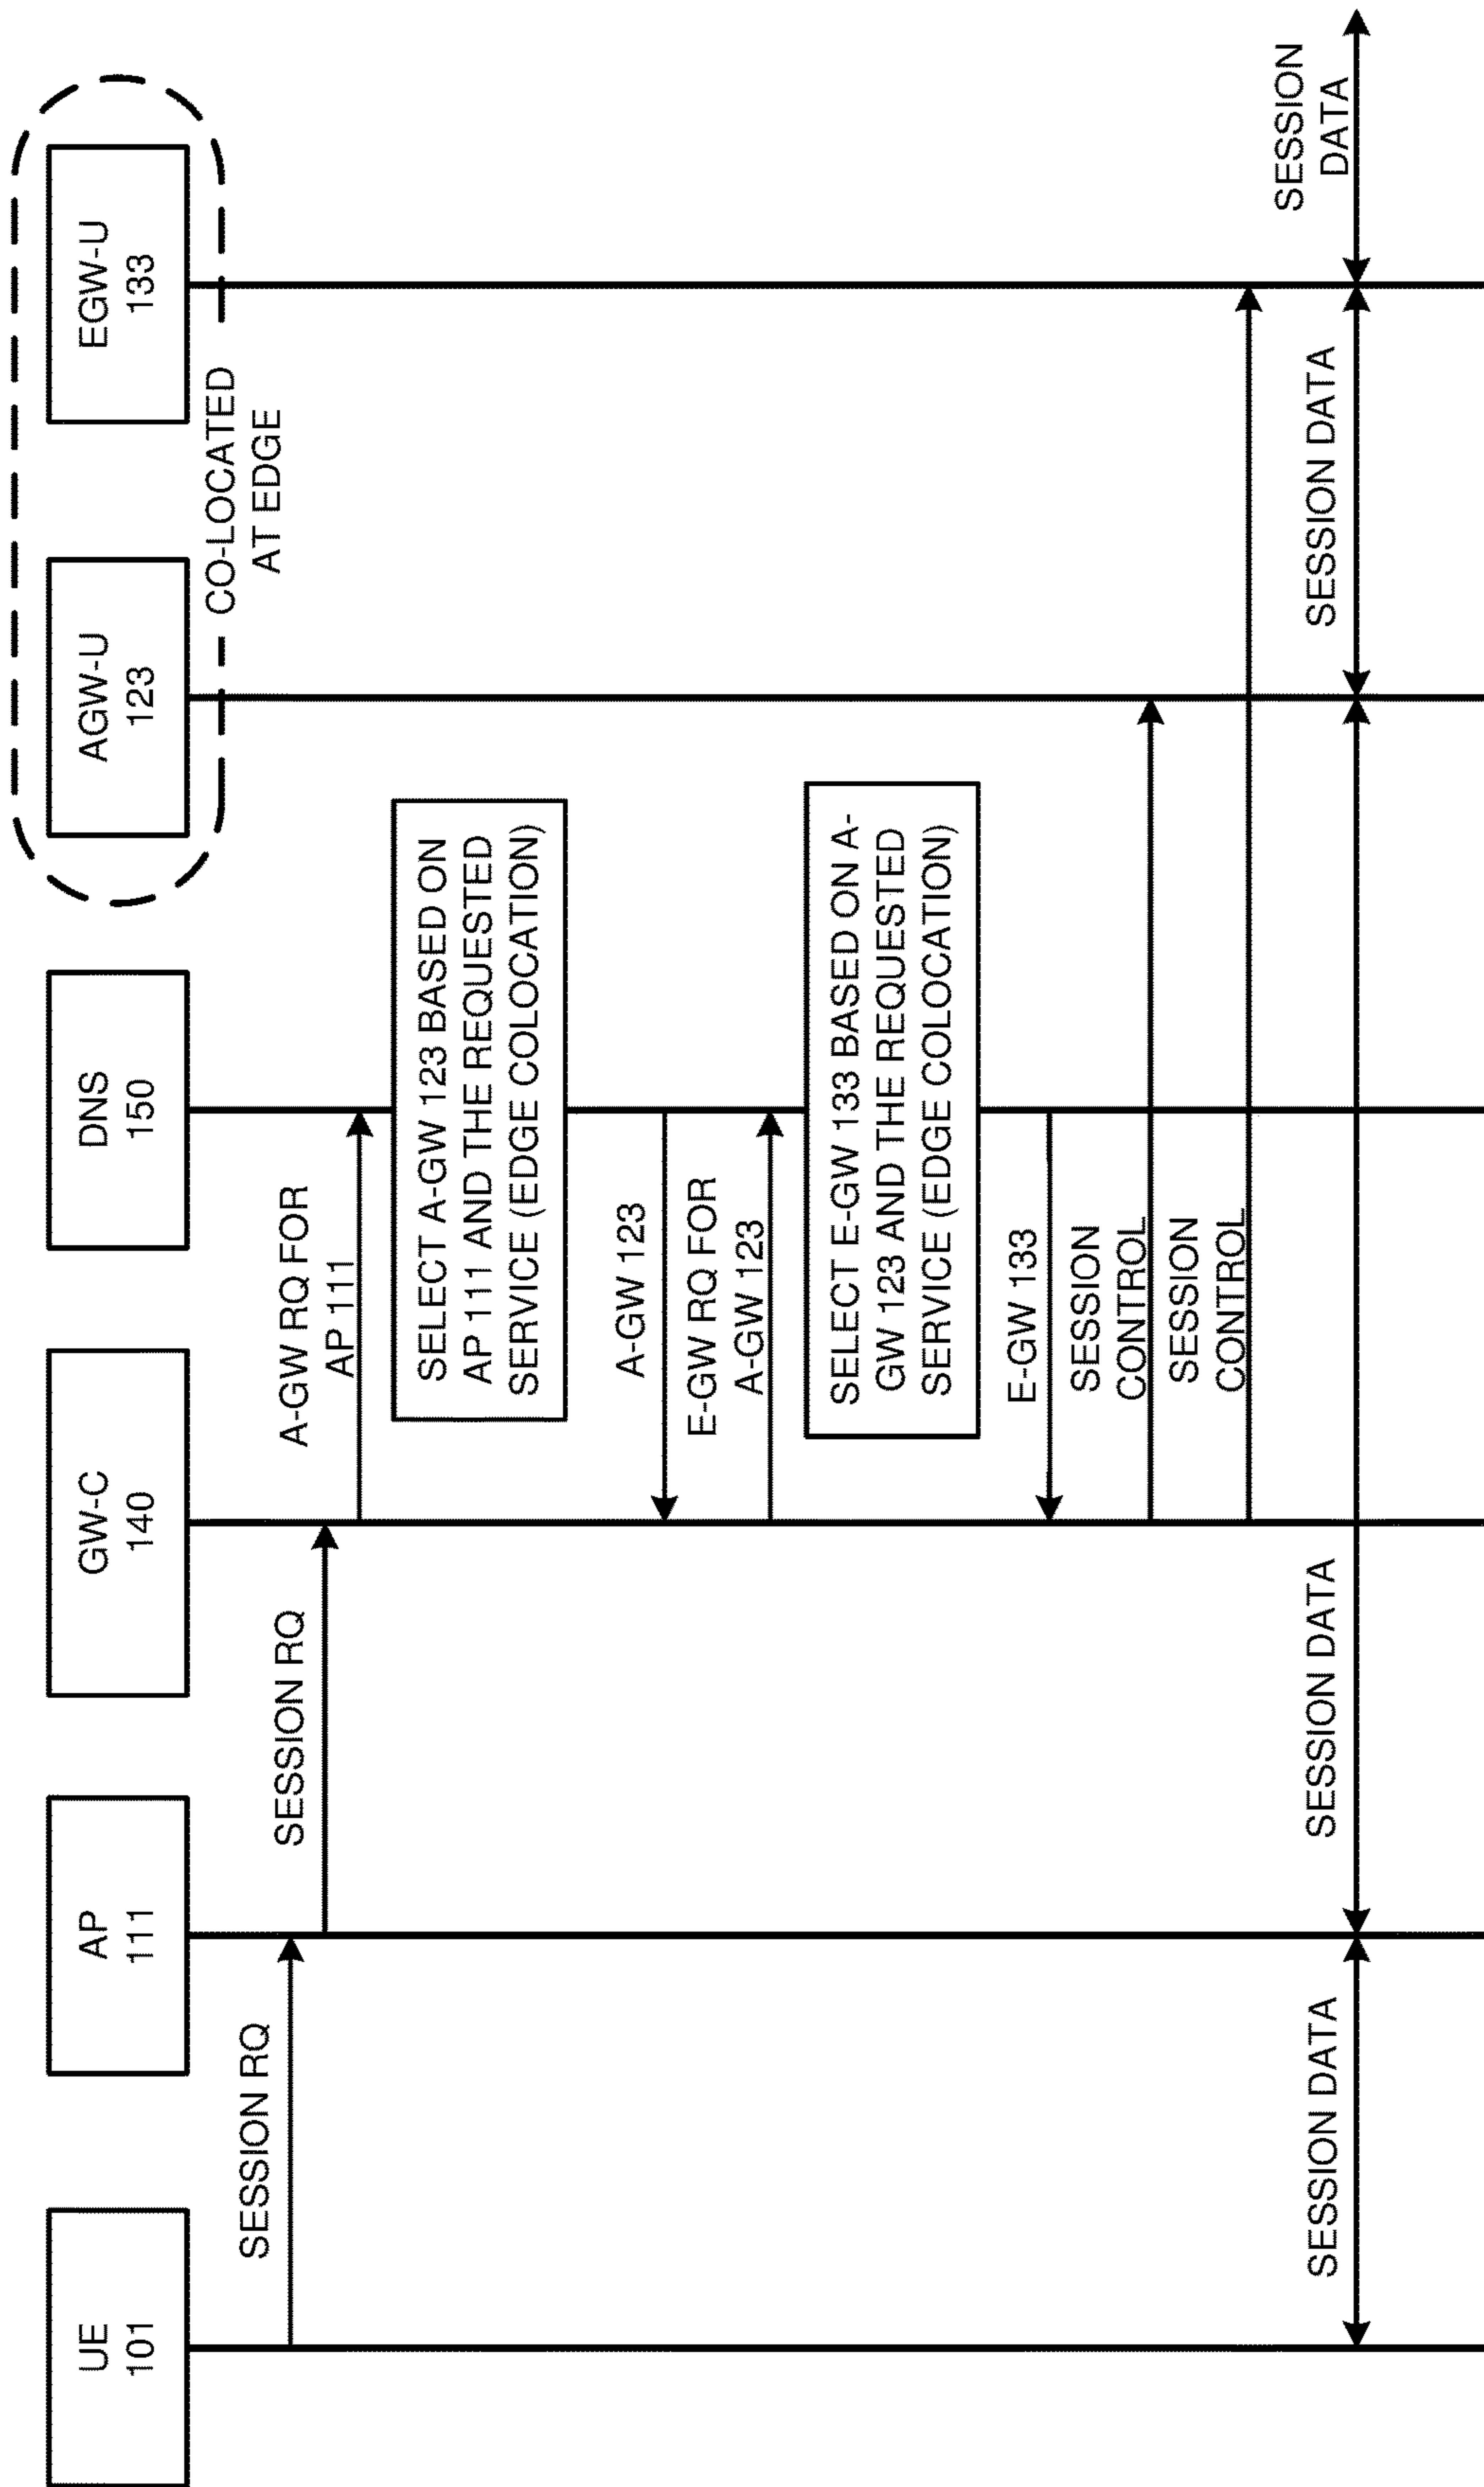 UE
101
AP
111
GW-C
140
DNS
150
AGW-U
123
EGW-U
133
CO-LOCATED
AT EDGE
SESSION RQ
SESSION RQ
A-GW RQ FOR
AP 111
SELECT A-GW 123 BASED ON
AP 111 AND THE REQUESTED
SERVICE (EDGE COLOCATION)
A-GW 123
E-GW RQ FOR
A-GW 123
SELECT E-GW 133 BASED ON A-
GW 123 AND THE REQUESTED
SERVICE (EDGE COLOCATION)
E-GW 133
SESSION
CONTROL
SESSION
CONTROL
SESSION DATA
SESSION DATA
SESSION DATA
SESSION
DATA